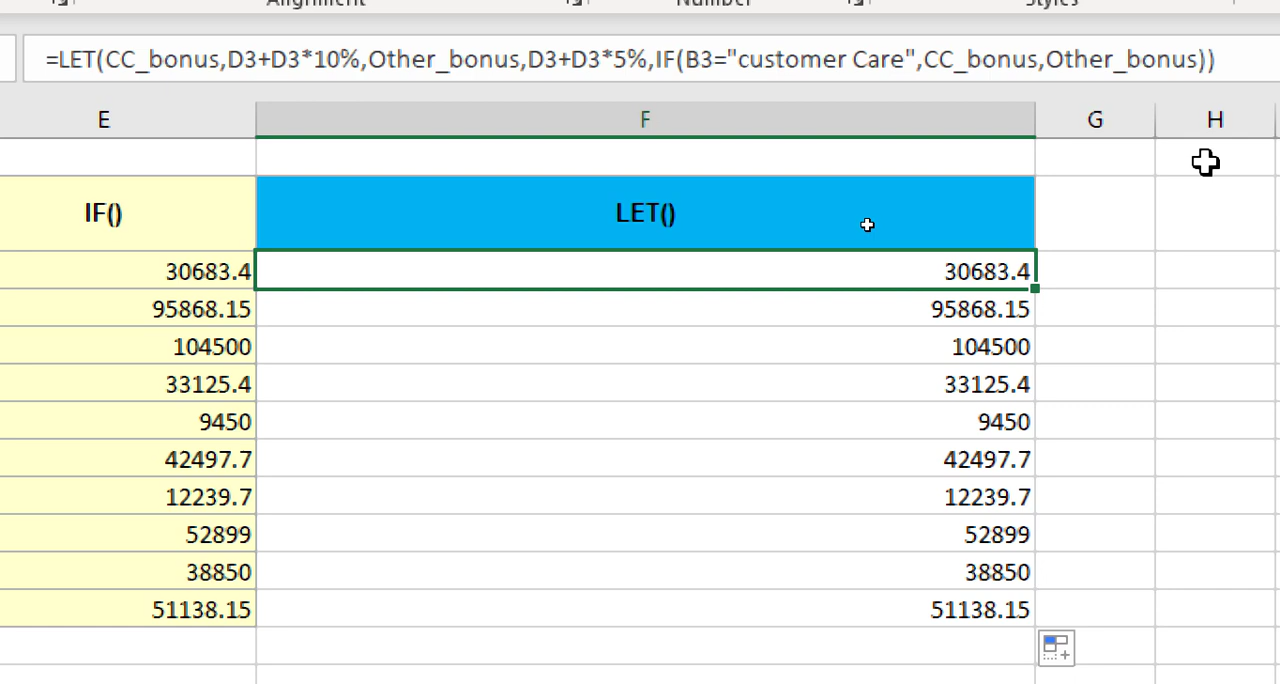 Alignment Number Styles
=LET(CC_bonus,D3+D3*10%,Other_bonus,D3+D3*5%,IF(B3="customer Care",CC_bonus,Other_bonus))
E F G H
IF() LET()
30683.4 30683.4
95868.15 95868.15
104500 104500
33125.4 33125.4
9450 9450
42497.7 42497.7
12239.7 12239.7
52899 52899
38850 38850
51138.15 51138.15